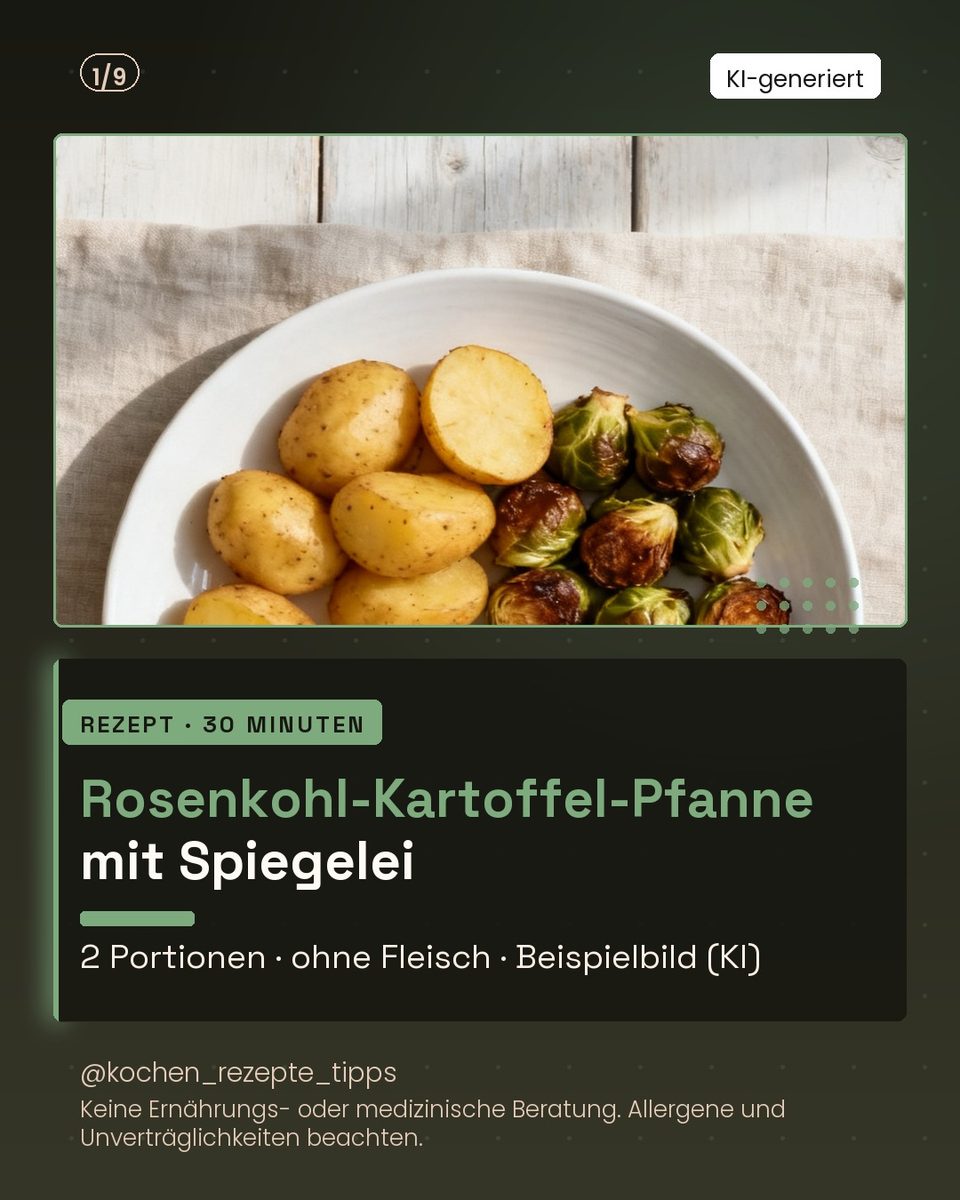 1/9
KI-generiert
REZEPT · 30 MINUTEN
Rosenkohl-Kartoffel-Pfanne
mit Spiegelei
2 Portionen · ohne Fleisch · Beispielbild (KI)
@kochen_rezepte_tipps
Keine Ernährungs- oder medizinische Beratung. Allergene und
Unverträglichkeiten beachten.